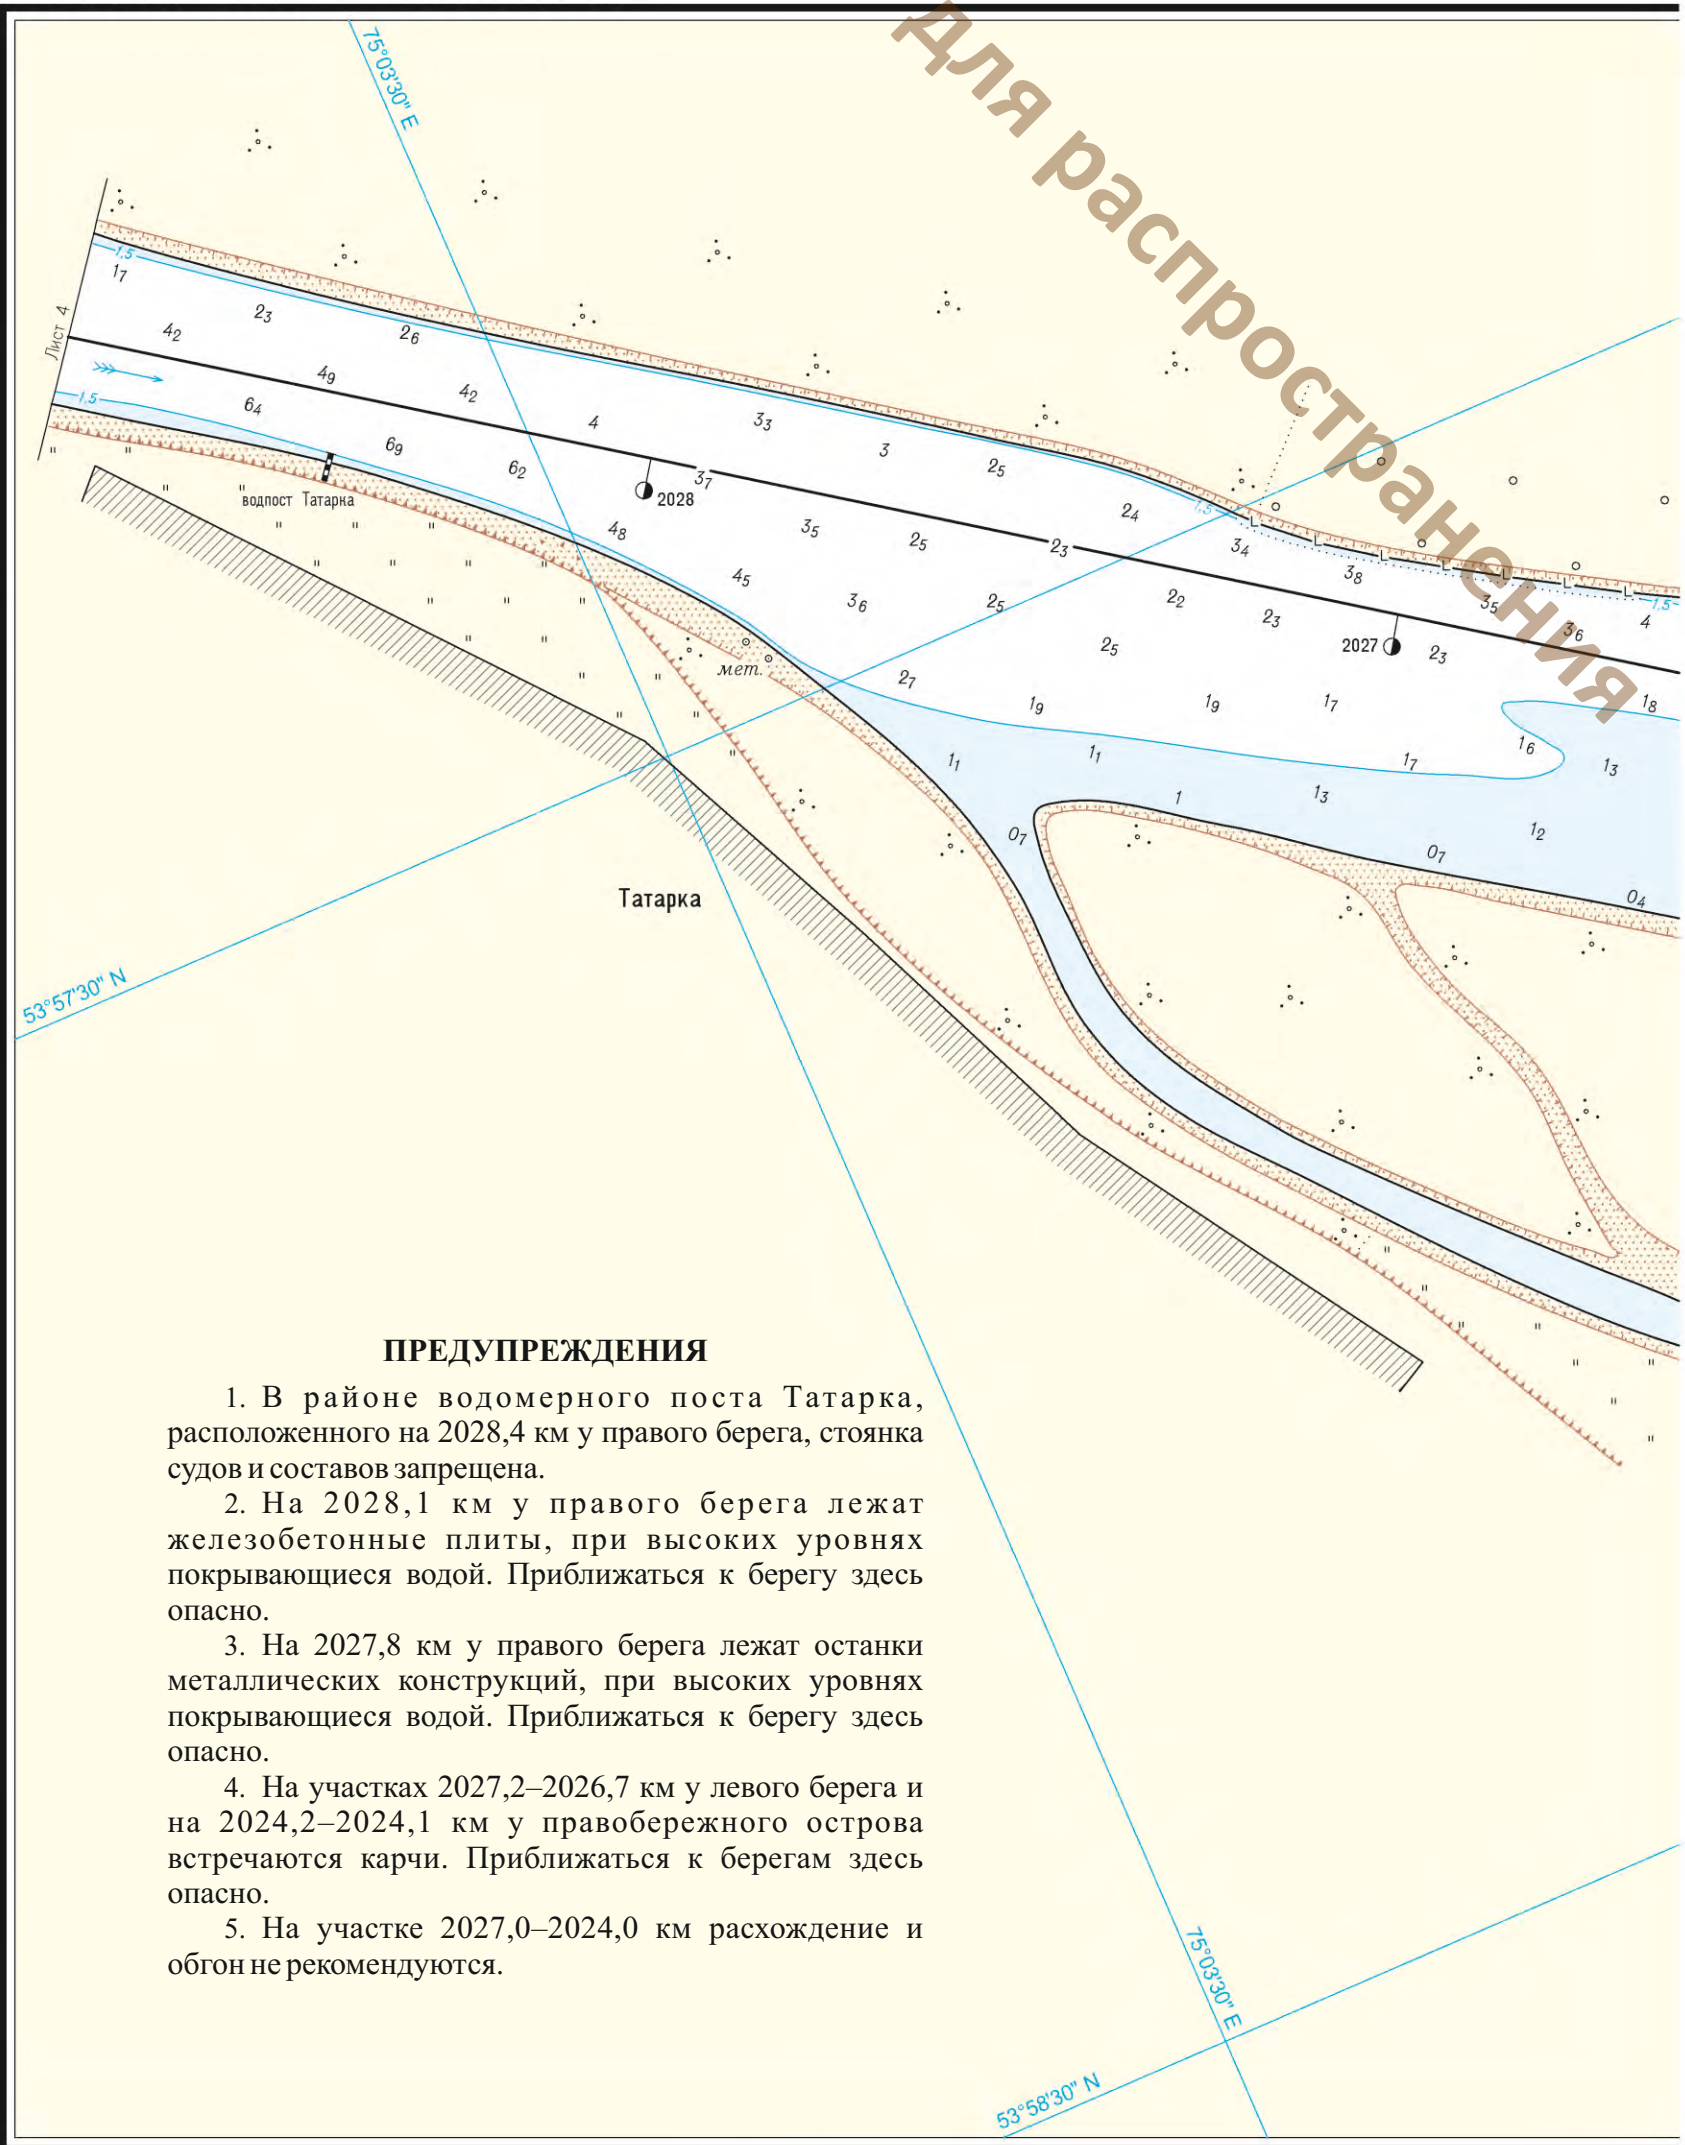 для распространения
75°03'30" E
Лист 4
1,5
1₇
2₃
2₆
4₂
4₉
4₂
4
3₃
3
2₅
1,5
6₄
6₉
6₂
3₇
2028
4₈
3₅
2₅
2₃
2₄
1,5
3₄
3₈
3₅
1,5
водпост Татарка
4₅
3₆
2₅
2₂
2₃
2027
2₃
3₆
4
мет.
2₇
2₅
1₉
1₉
1₇
1₈
1₁
1₁
1₇
1₆
1₃
0₇
1
1₃
1₂
0₇
0₄
Татарка
53°57'30" N
ПРЕДУПРЕЖДЕНИЯ
1. В районе водомерного поста Татарка,
расположенного на 2028,4 км у правого берега, стоянка
судов и составов запрещена.
2. На 2028,1 км у правого берега лежат
железобетонные плиты, при высоких уровнях
покрывающиеся водой. Приближаться к берегу здесь
опасно.
3. На 2027,8 км у правого берега лежат останки
металлических конструкций, при высоких уровнях
покрывающиеся водой. Приближаться к берегу здесь
опасно.
4. На участках 2027,2–2026,7 км у левого берега и
на 2024,2–2024,1 км у правобережного острова
встречаются карчи. Приближаться к берегам здесь
опасно.
5. На участке 2027,0–2024,0 км расхождение и
обгон не рекомендуются.
75°03'30" E
53°58'30" N